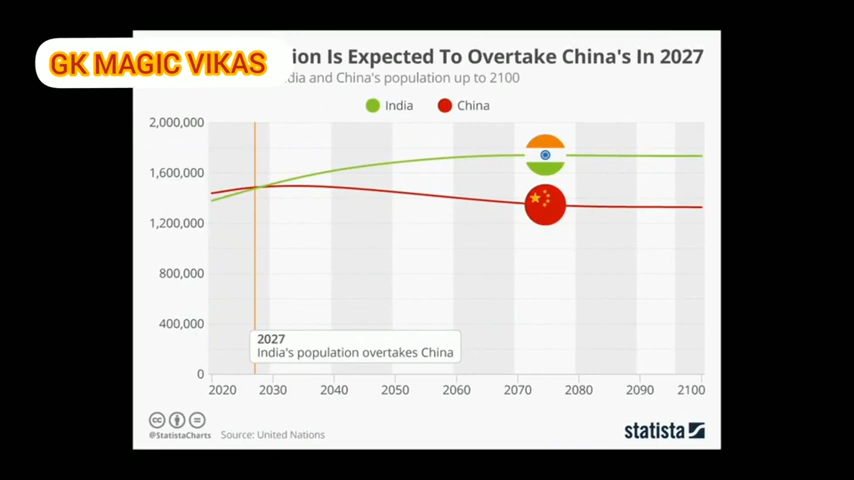 GK MAGIC VIKAS
ion Is Expected To Overtake China's In 2027
dia and China's population up to 2100
India China
2,000,000
1,600,000
1,200,000
800,000
400,000
0
2027
India's population overtakes China
2020 2030 2040 2050 2060 2070 2080 2090 2100
cc
@StatistaCharts Source: United Nations
statista